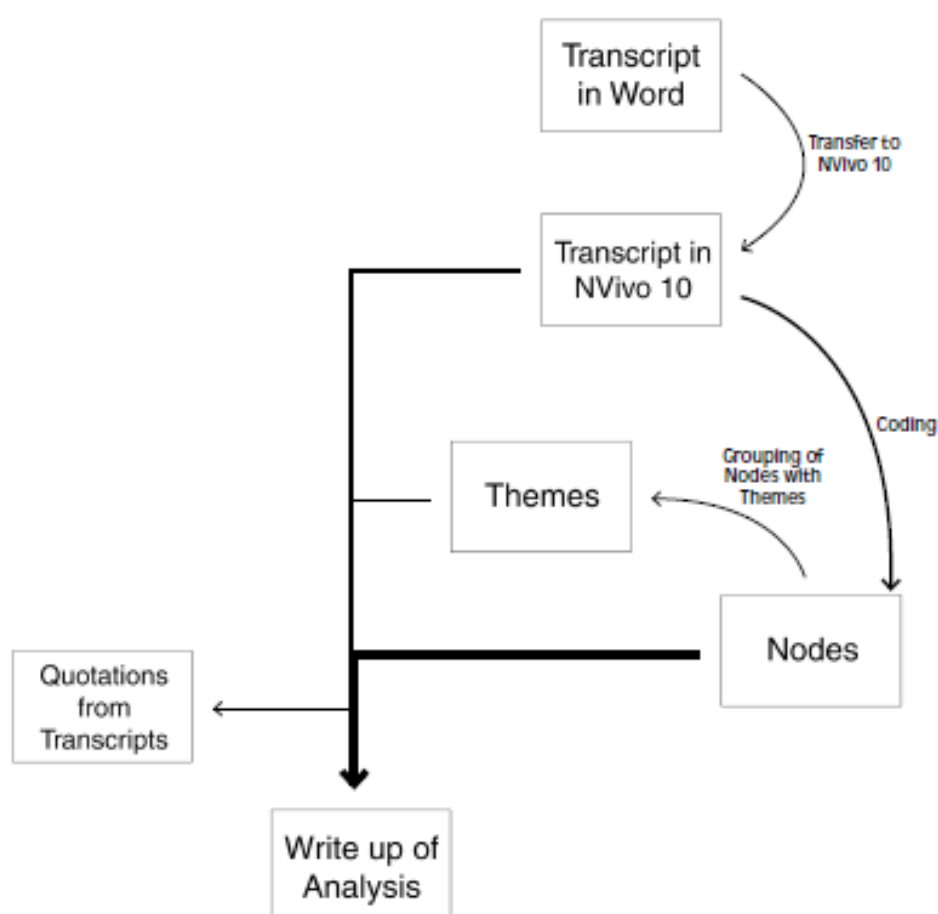 Transcript
in Word
Transfer to
NVivo 10
Transcript in
NVivo 10
Coding
Grouping of
Nodes with
Themes
Themes
Nodes
Quotations
from
Transcripts
Write up of
Analysis